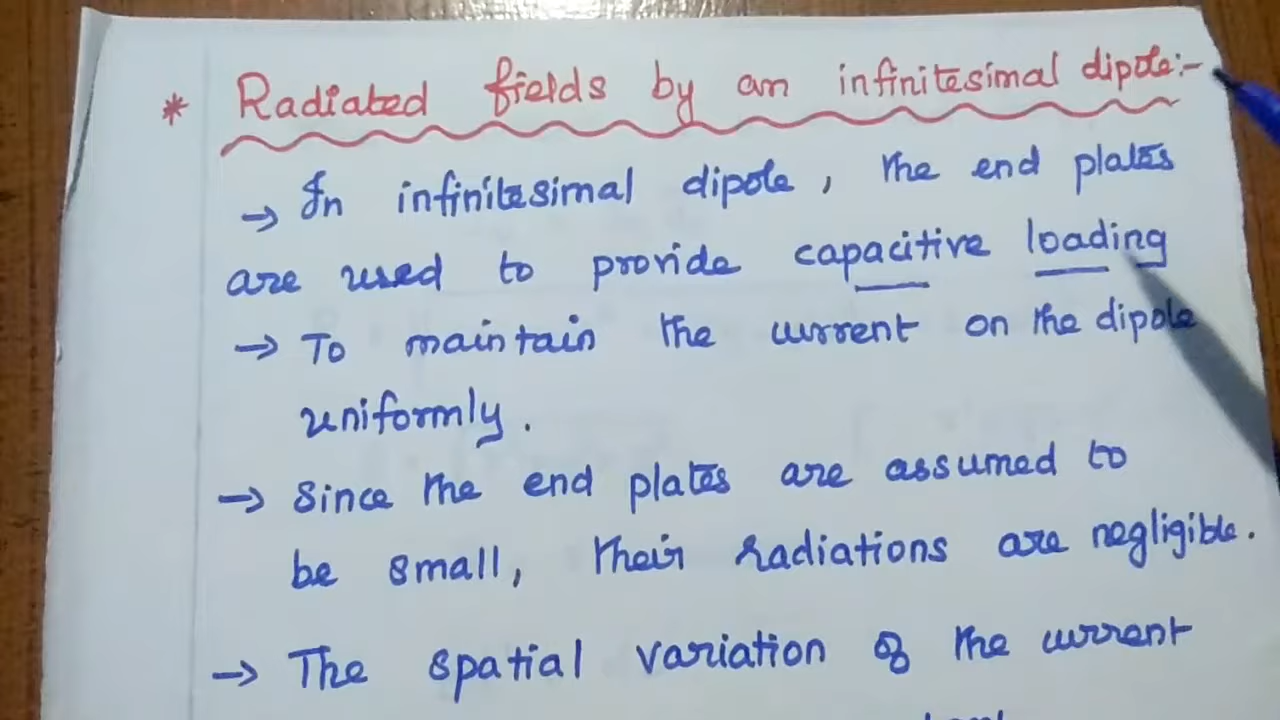 * Radiated fields by an infinitesimal dipole:-
→ In infinitesimal dipole, the end plates
are used to provide capacitive loading
→ To maintain the current on the dipole
uniformly.
→ Since the end plates are assumed to
be small, their radiations are negligible.
→ The spatial variation of the current